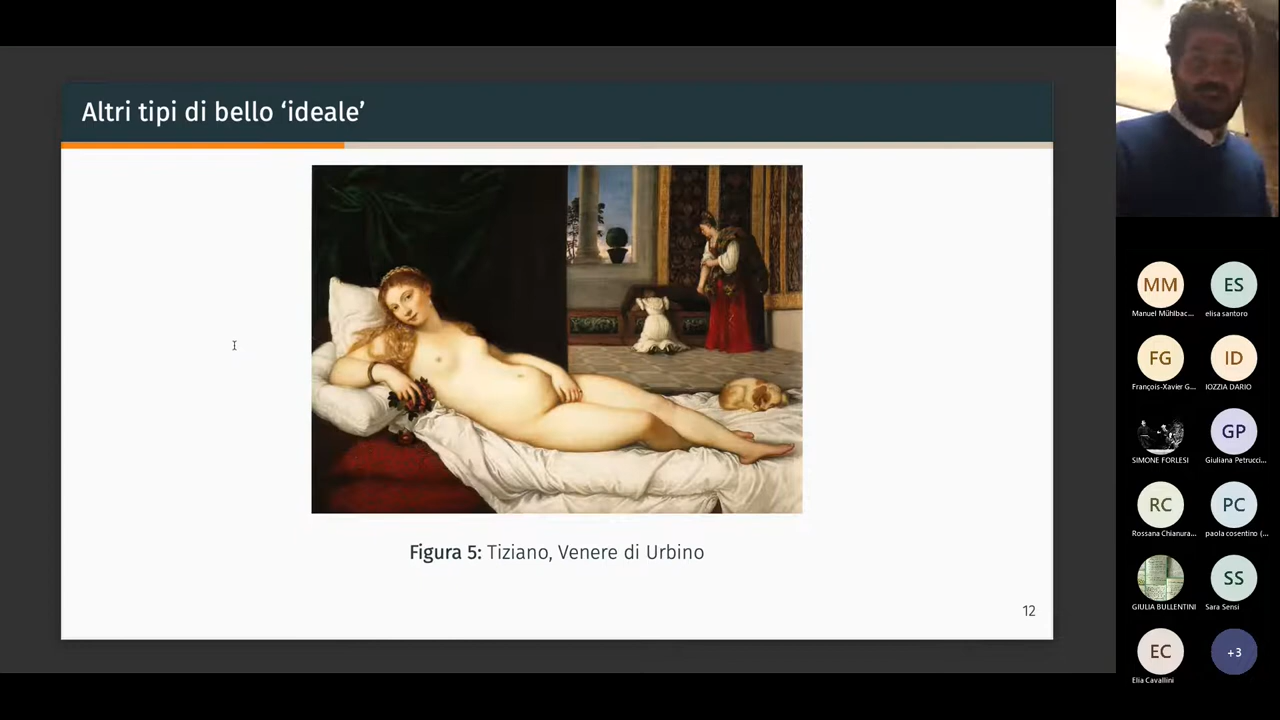 Altri tipi di bello ‘ideale’
Figura 5: Tiziano, Venere di Urbino
12
MM
Manuel Mühlbac...
ES
elisa santoro
FG
François-Xavier G...
ID
IOZZIA DARIO
SIMONE FORLESI
GP
Giuliana Petrucci...
RC
Rossana Chianura...
PC
paola cosentino (...
GIULIA BULLENTINI
SS
Sara Sensi
EC
Elia Cavallini
+3